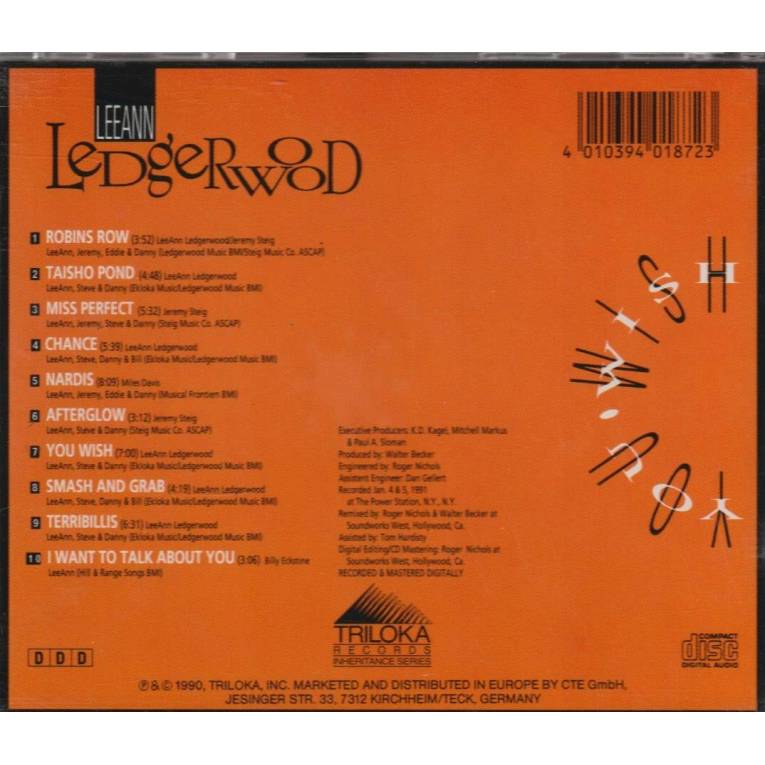 LEEANN
LEDGERWOOD
4 010394 018723
1 ROBINS ROW (3:52) LeeAnn Ledgerwood/Jeremy Steig
LeeAnn, Jeremy, Eddie & Danny (Ledgerwood Music BMI/Steig Music Co. ASCAP)
2 TAISHO POND (4:48) LeeAnn Ledgerwood
LeeAnn, Steve & Danny (Ekloka Music/Ledgerwood Music BMI)
3 MISS PERFECT (5:32) Jeremy Steig
LeeAnn, Jeremy, Steve & Danny (Steig Music Co. ASCAP)
4 CHANCE (5:39) LeeAnn Ledgerwood
LeeAnn, Steve, Danny & Bill (Ekloka Music/Ledgerwood Music BMI)
5 NARDIS (8:09) Miles Davis
LeeAnn, Jeremy, Eddie & Danny (Musical Frontiem BMI)
6 AFTERGLOW (3:12) Jeremy Steig
LeeAnn, Steve & Danny (Steig Music Co. ASCAP)
7 YOU WISH (7:00) LeeAnn Ledgerwood
LeeAnn, Steve & Danny (Ekloka Music/Ledgerwood Music BMI)
8 SMASH AND GRAB (4:19) LeeAnn Ledgerwood
LeeAnn, Steve, Danny & Bill (Ekloka Music/Ledgerwood Music BMI)
9 TERRIBILLIS (6:31) LeeAnn Ledgerwood
LeeAnn, Steve & Danny (Ekloka Music/Ledgerwood Music BMI)
10 I WANT TO TALK ABOUT YOU (3:06) Billy Eckstine
LeeAnn (Hill & Range Songs BMI)
Executive Producers: K.D. Kagel, Mitchell Markus
& Paul A. Sloman
Produced by: Walter Becker
Engineered by: Roger Nichols
Assistent Engineer: Dan Gellert
Recorded Jan. 4 & 5, 1991
at The Power Station, N.Y., N.Y.
Remixed by: Roger Nichols & Walter Becker at
Soundworks West, Hollywood, Ca.
Assisted by: Tom Hurdisty
Digital Editing/CD Mastering: Roger Nichols at
Soundworks West, Hollywood, Ca.
RECORDED & MASTERED DIGITALLY
YOU • WISH
TRILOKA
RECORDS
INHERITANCE SERIES
DDD
COMPACT
disc
DIGITAL AUDIO
℗ & © 1990, TRILOKA, INC. MARKETED AND DISTRIBUTED IN EUROPE BY CTE GmbH,
JESINGER STR. 33, 7312 KIRCHHEIM/TECK, GERMANY